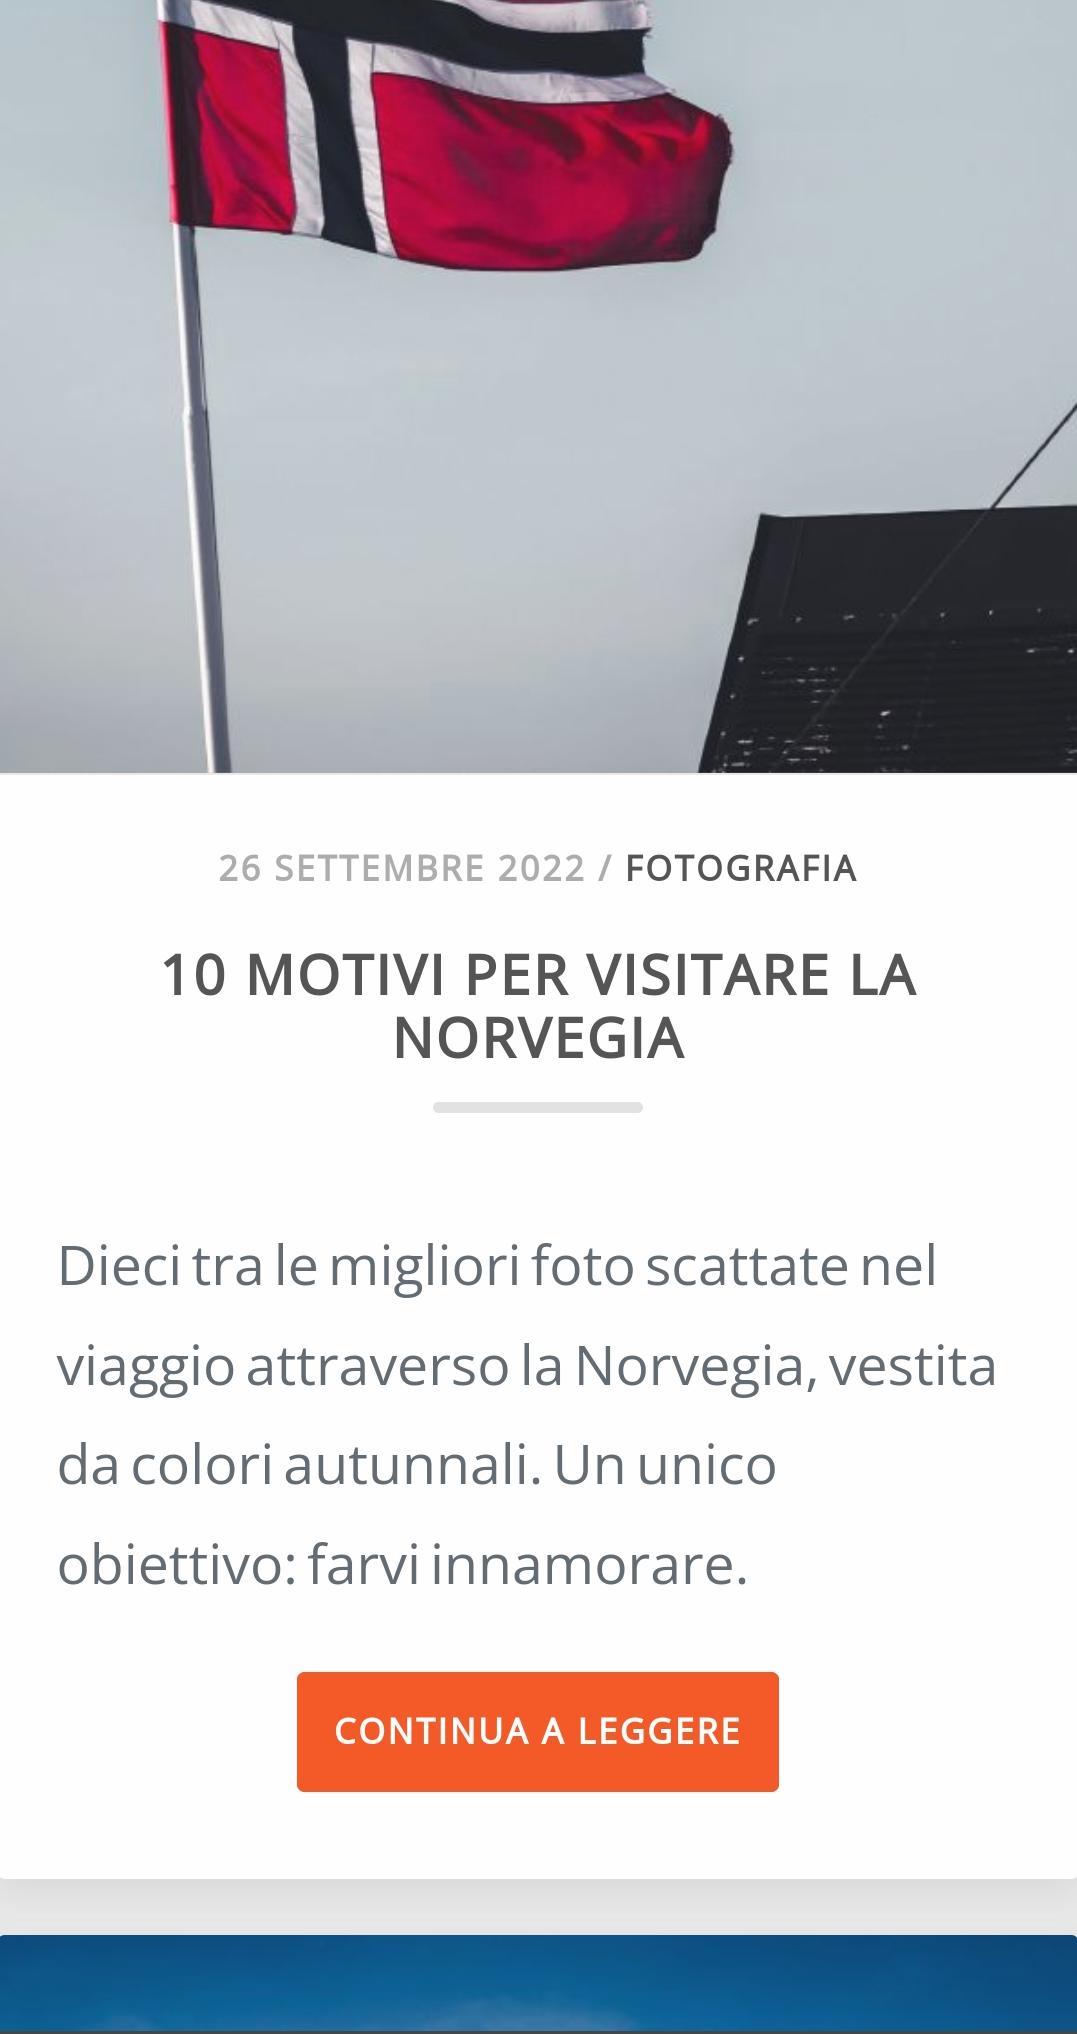 26 SETTEMBRE 2022 / FOTOGRAFIA
10 MOTIVI PER VISITARE LA
NORVEGIA
Dieci tra le migliori foto scattate nel
viaggio attraverso la Norvegia, vestita
da colori autunnali. Un unico
obiettivo: farvi innamorare.
CONTINUA A LEGGERE